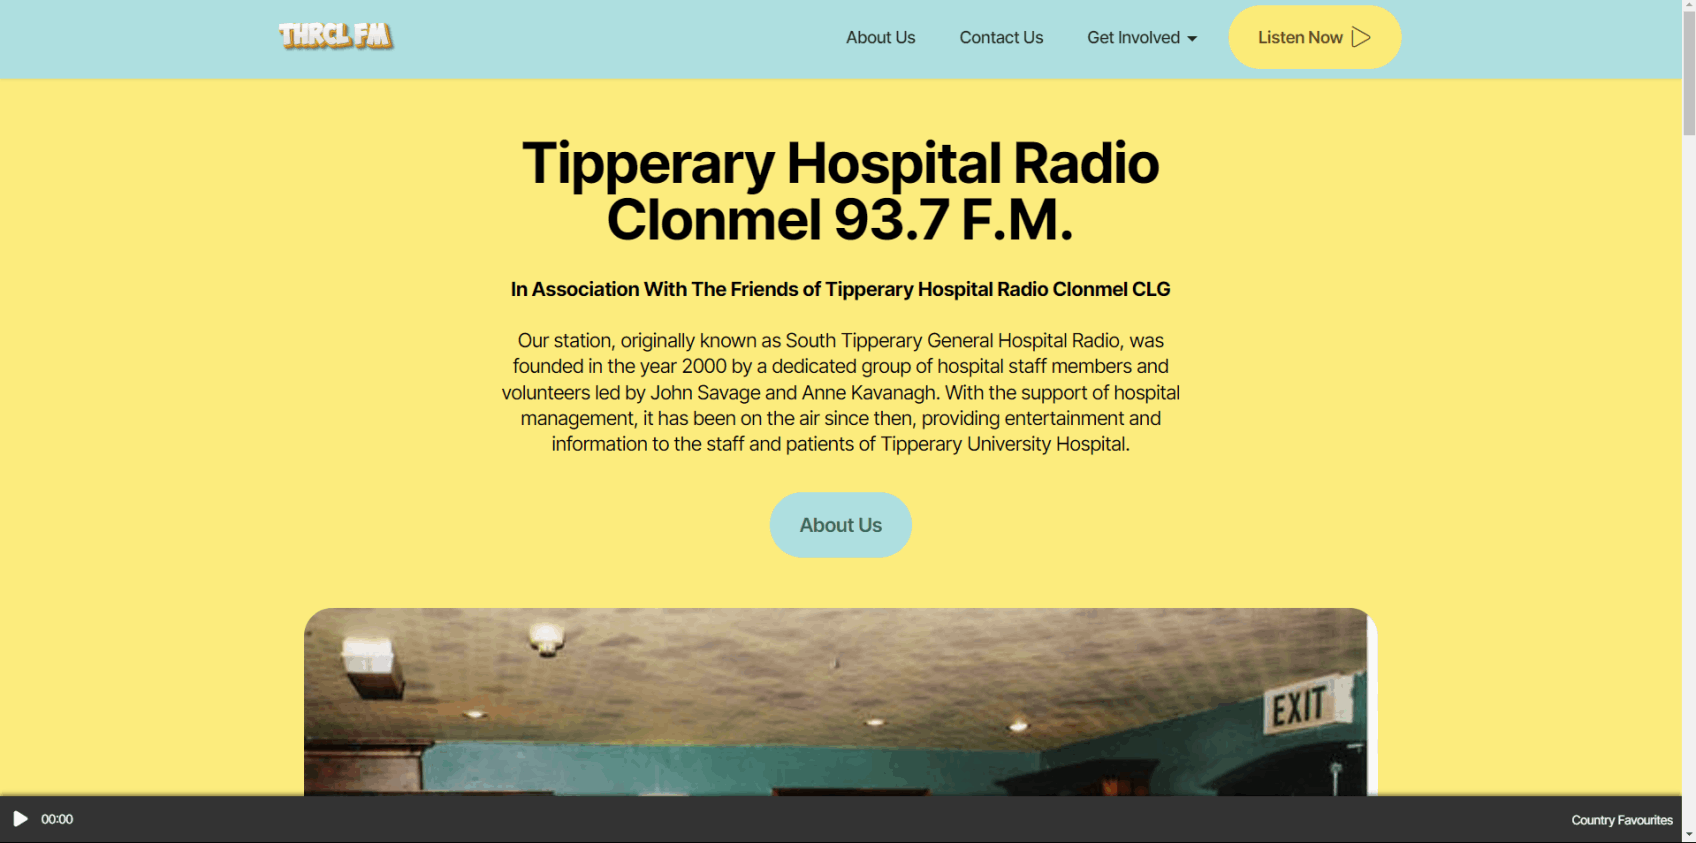 THRCL FM
About Us
Contact Us
Get Involved
Listen Now
Tipperary Hospital Radio
Clonmel 93.7 F.M.
In Association With The Friends of Tipperary Hospital Radio Clonmel CLG
Our station, originally known as South Tipperary General Hospital Radio, was
founded in the year 2000 by a dedicated group of hospital staff members and
volunteers led by John Savage and Anne Kavanagh. With the support of hospital
management, it has been on the air since then, providing entertainment and
information to the staff and patients of Tipperary University Hospital.
About Us
EXIT
00:00
Country Favourites